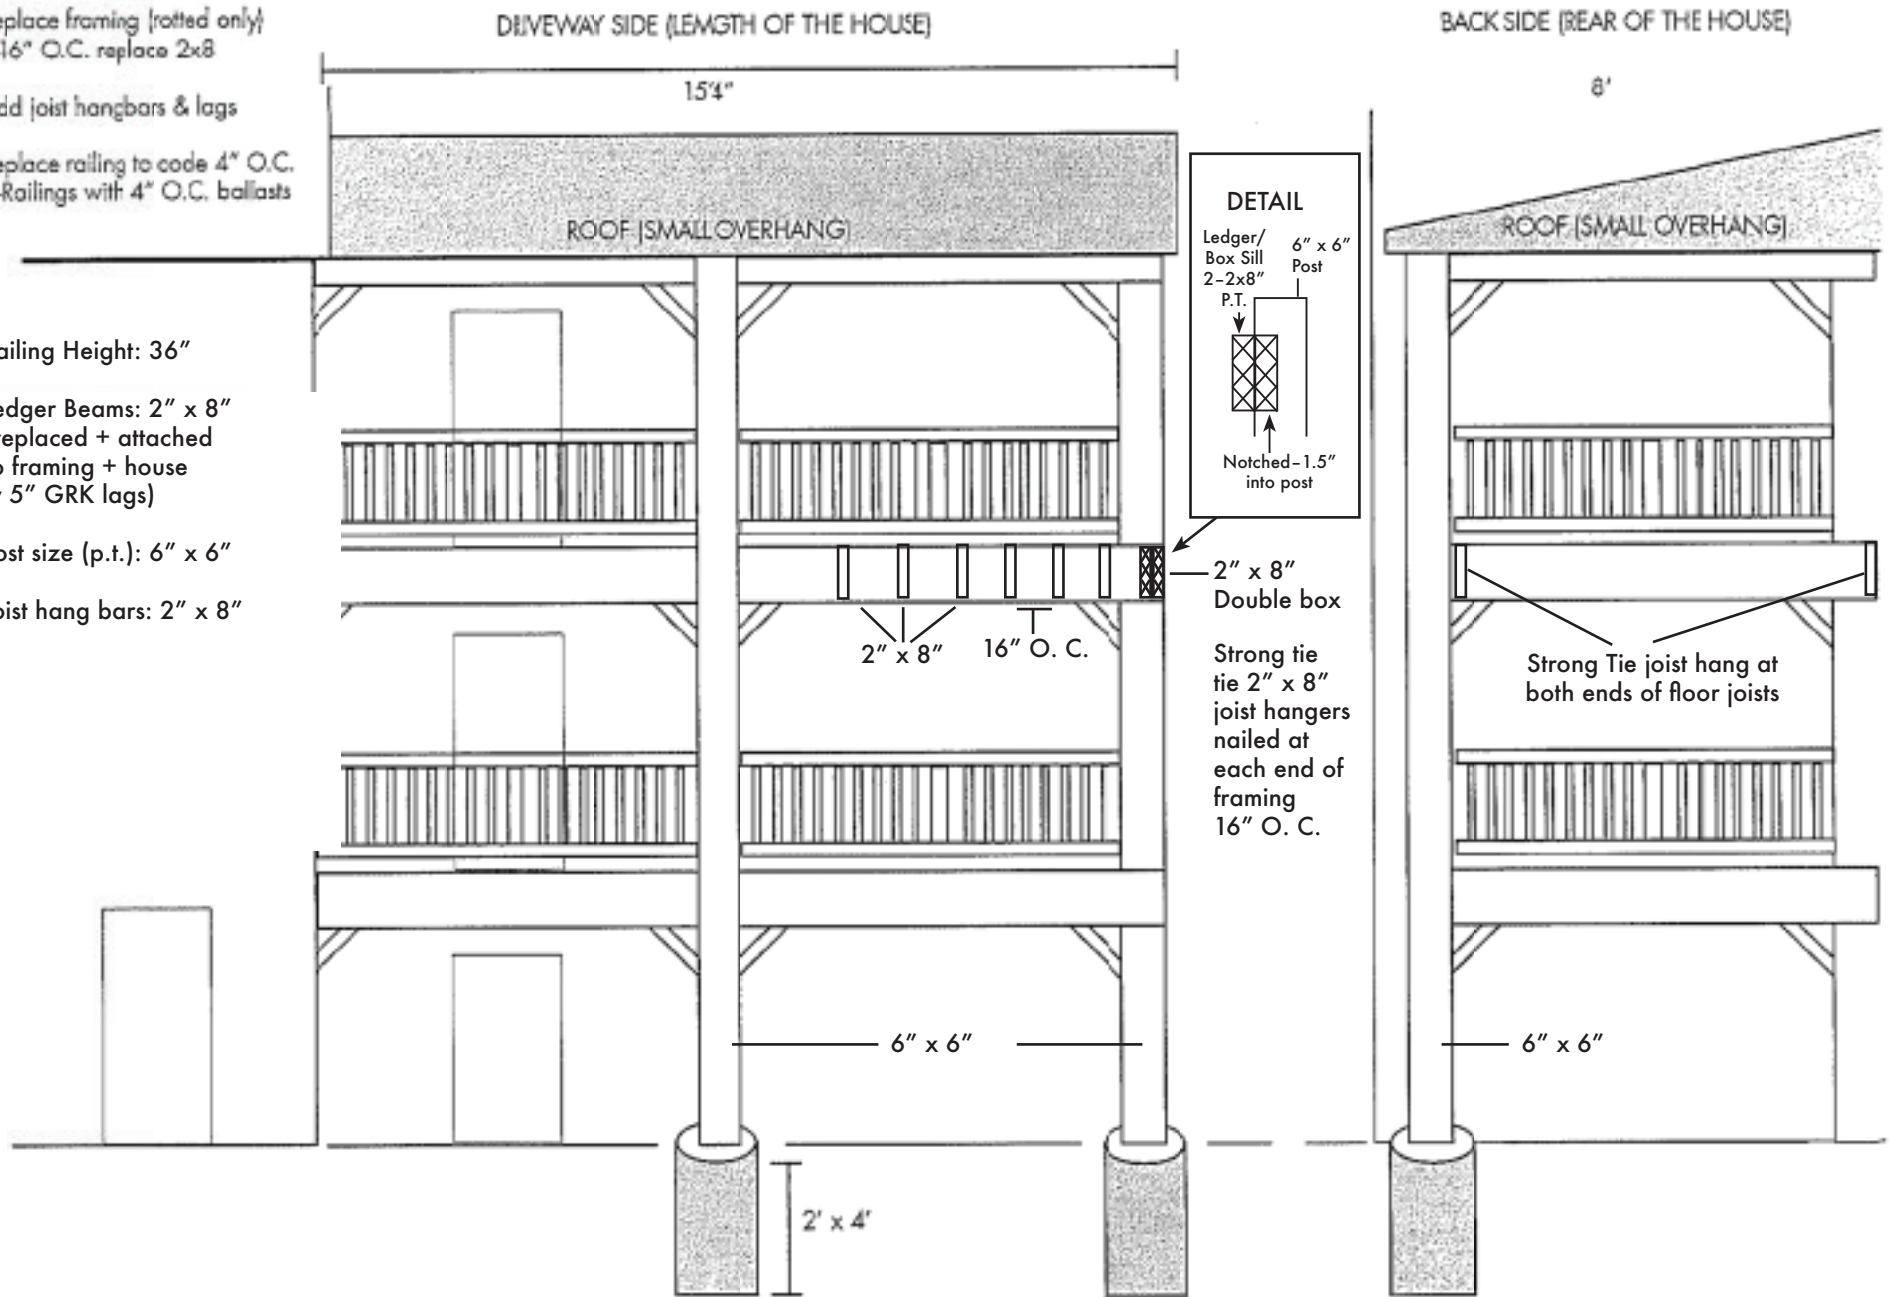 eplace framing (rotted only)
16" O.C. replace 2x8
dd joist hangbars & lags
eplace railing to code 4" O.C.
-Railings with 4" O.C. ballasts
ailing Height: 36"
edger Beams: 2" x 8"
replaced + attached
o framing + house
5" GRK lags)
ost size (p.t.): 6" x 6"
oist hang bars: 2" x 8"
DRIVEWAY SIDE (LEMGTH OF THE HOUSE)
15'4"
ROOF (SMALL OVERHANG)
DETAIL
Ledger/
Box Sill
2-2x8"
P.T.
6" x 6"
Post
Notched-1.5"
into post
2" x 8"
16" O. C.
2" x 8"
Double box
Strong tie
tie 2" x 8"
joist hangers
nailed at
each end of
framing
16" O. C.
6" x 6"
2' x 4'
BACK SIDE (REAR OF THE HOUSE)
8'
ROOF (SMALL OVERHANG)
Strong Tie joist hang at
both ends of floor joists
6" x 6"